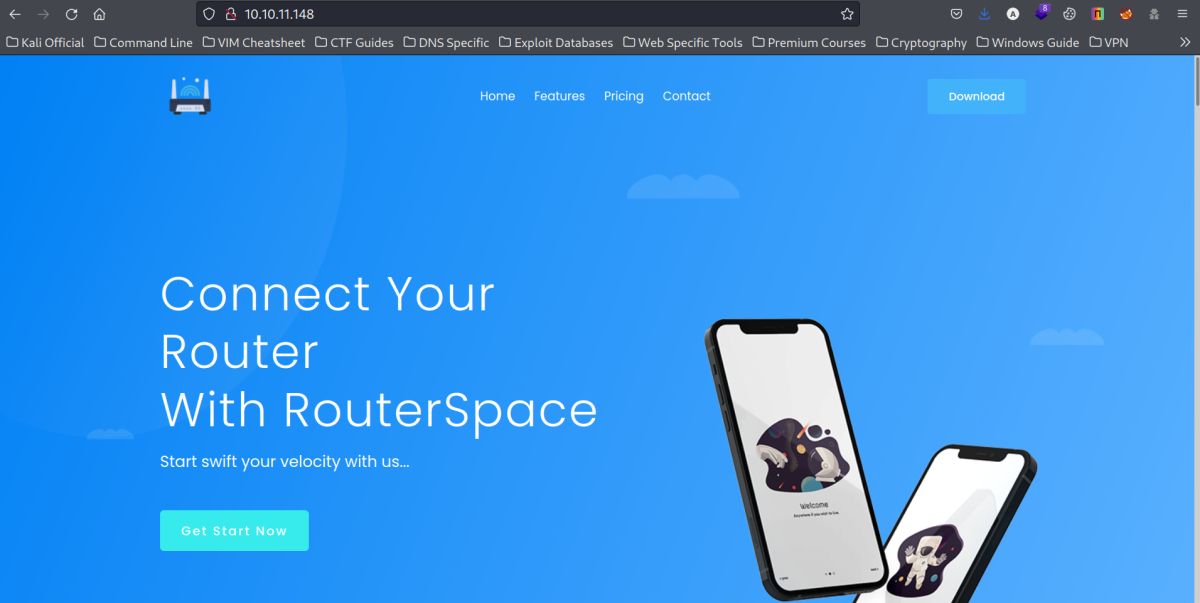 10.10.11.148
Kali Official Command Line VIM Cheatsheet CTF Guides DNS Specific Exploit Databases Web Specific Tools Premium Courses Cryptography Windows Guide VPN
8
Home Features Pricing Contact Download
Connect Your
Router
With RouterSpace
Start swift your velocity with us...
Get Start Now
Welcome